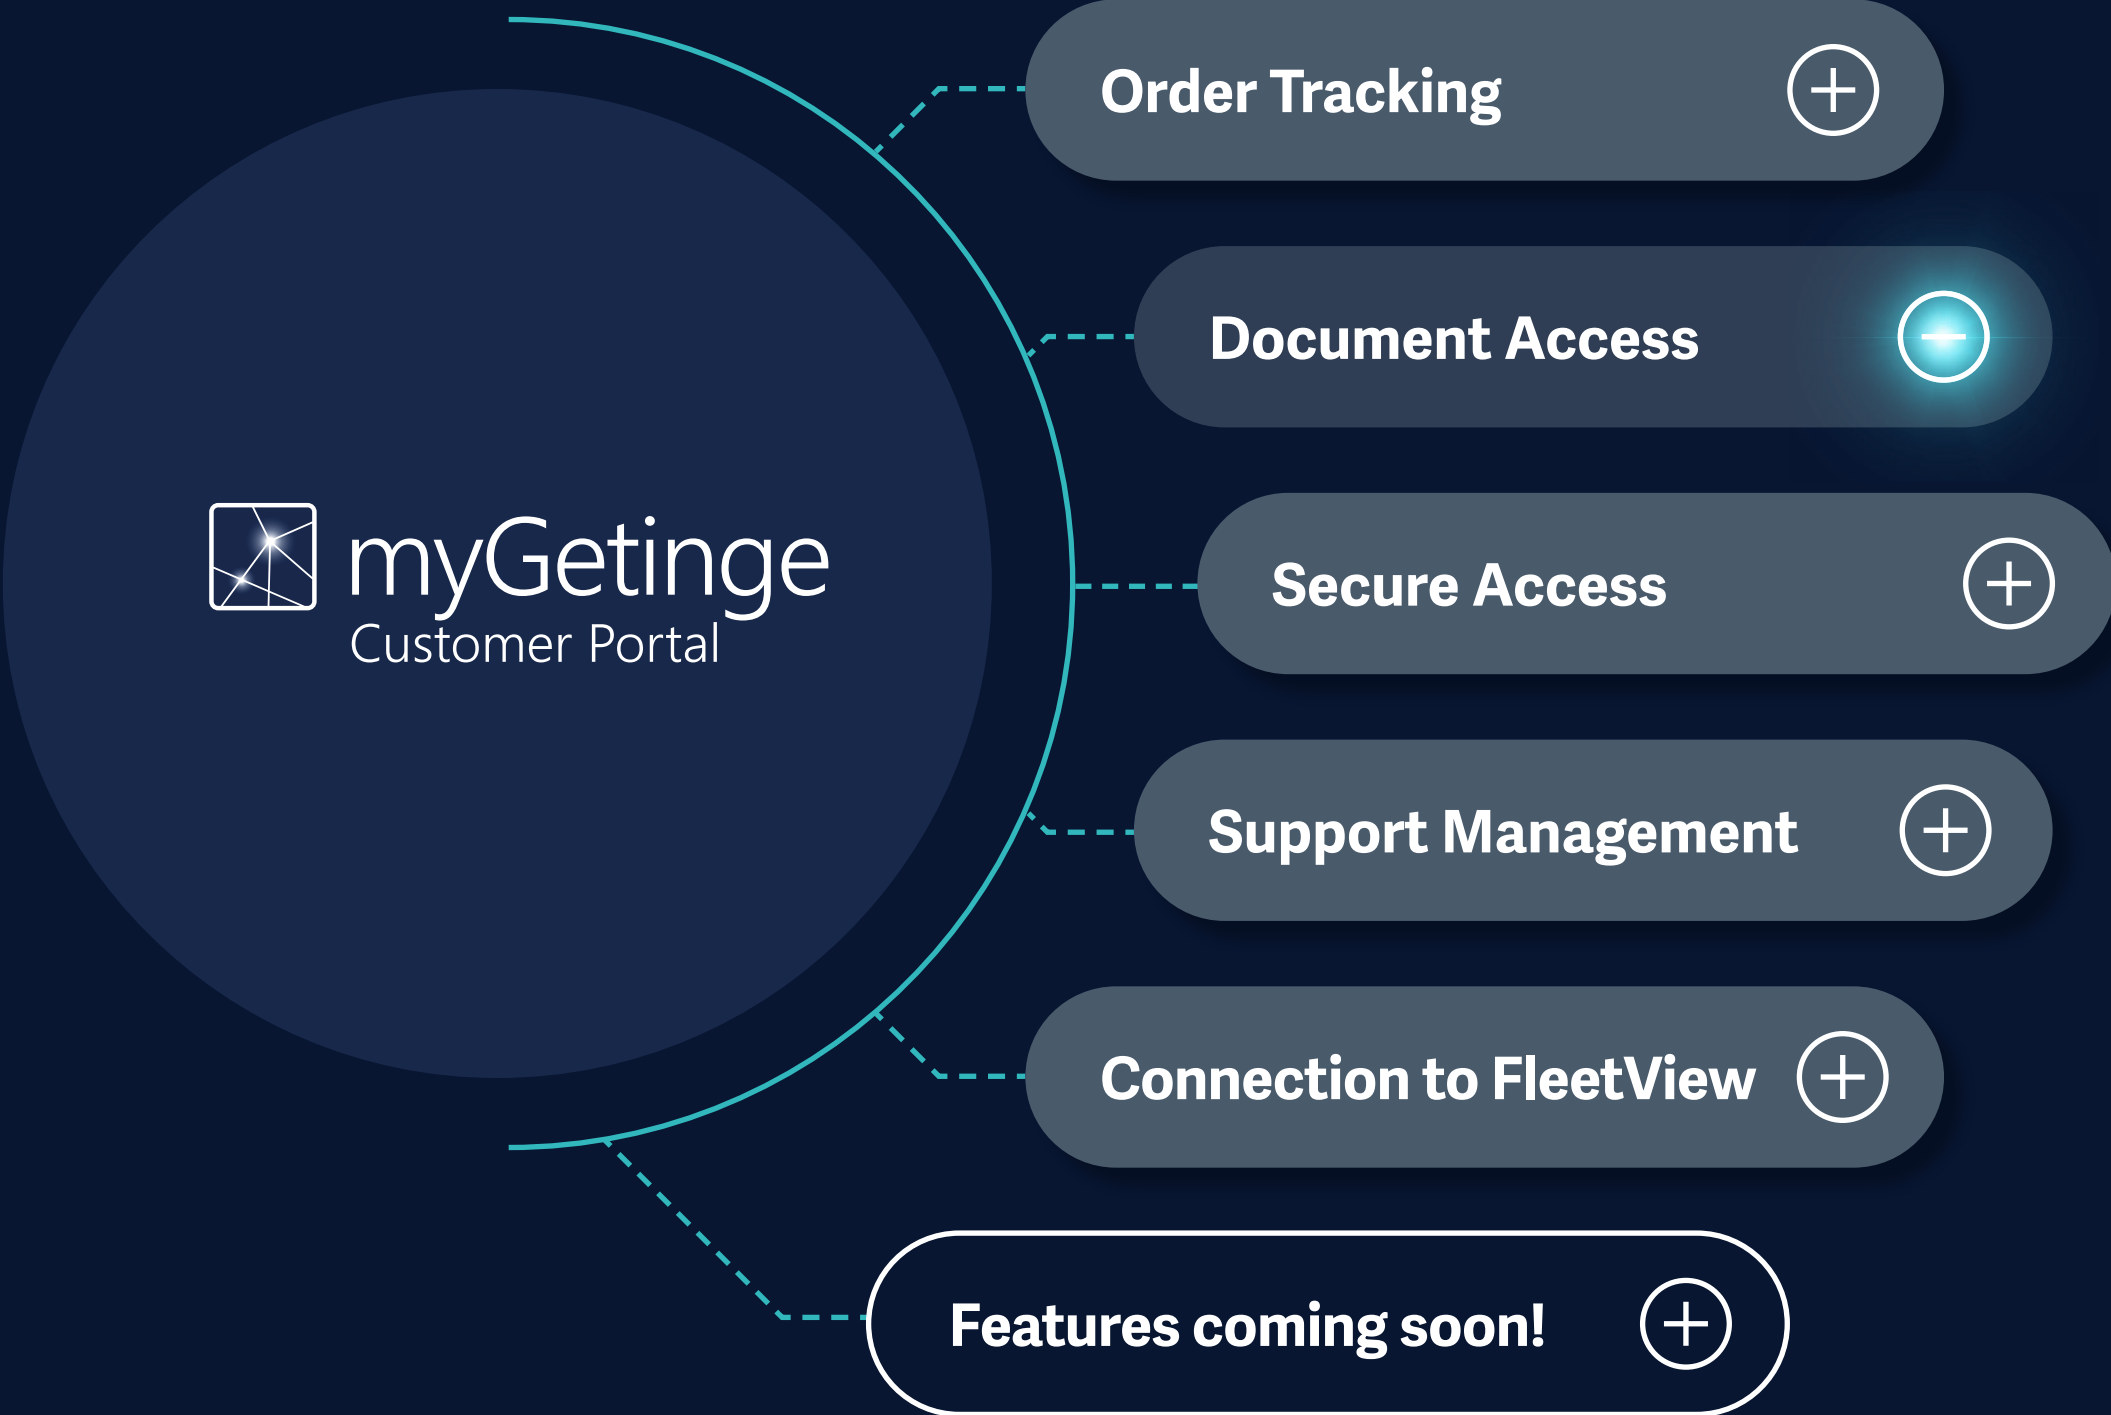 myGetinge
Customer Portal
Order Tracking
Document Access
Secure Access
Support Management
Connection to FleetView
Features coming soon!